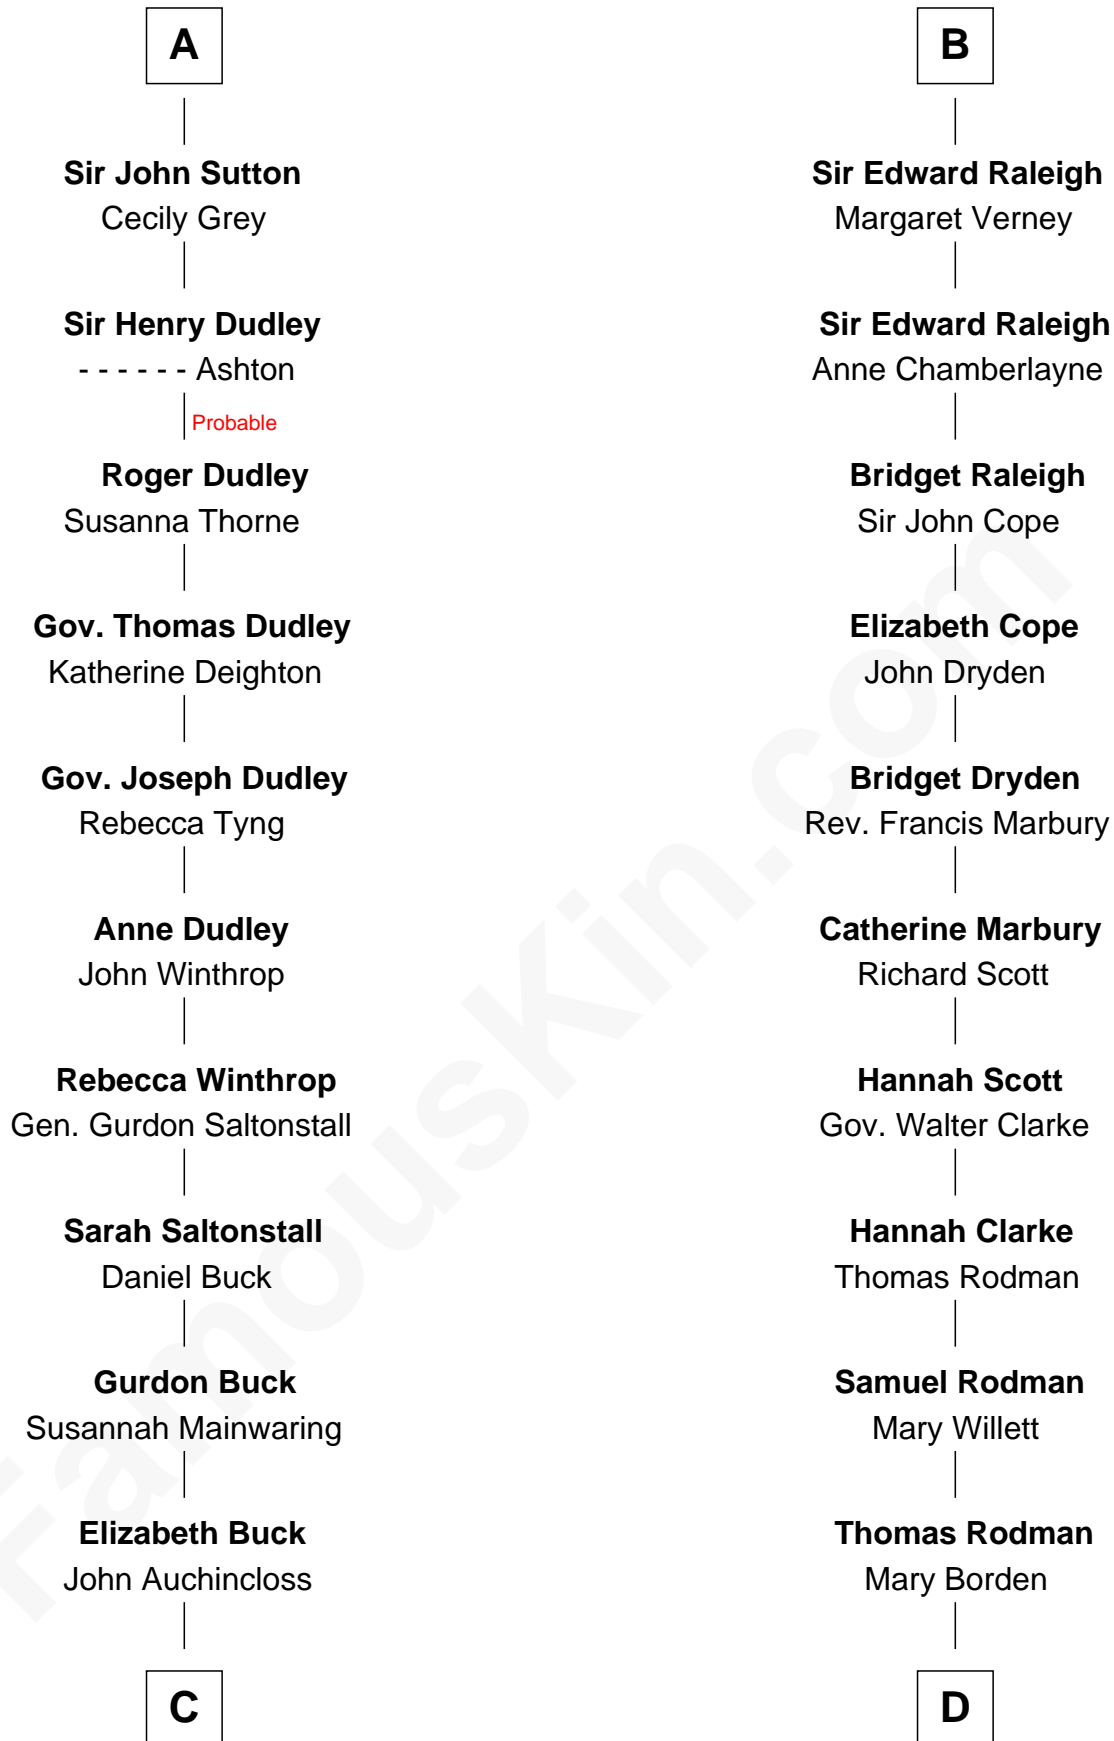 A
Sir John Sutton
Cecily Grey
Sir Henry Dudley
- - - - - - Ashton
Probable
Roger Dudley
Susanna Thorne
Gov. Thomas Dudley
Katherine Deighton
Gov. Joseph Dudley
Rebecca Tyng
Anne Dudley
John Winthrop
Rebecca Winthrop
Gen. Gurdon Saltonstall
Sarah Saltonstall
Daniel Buck
Gurdon Buck
Susannah Mainwaring
Elizabeth Buck
John Auchincloss
C
B
Sir Edward Raleigh
Margaret Verney
Sir Edward Raleigh
Anne Chamberlayne
Bridget Raleigh
Sir John Cope
Elizabeth Cope
John Dryden
Bridget Dryden
Rev. Francis Marbury
Catherine Marbury
Richard Scott
Hannah Scott
Gov. Walter Clarke
Hannah Clarke
Thomas Rodman
Samuel Rodman
Mary Willett
Thomas Rodman
Mary Borden
D
FamousKin.com